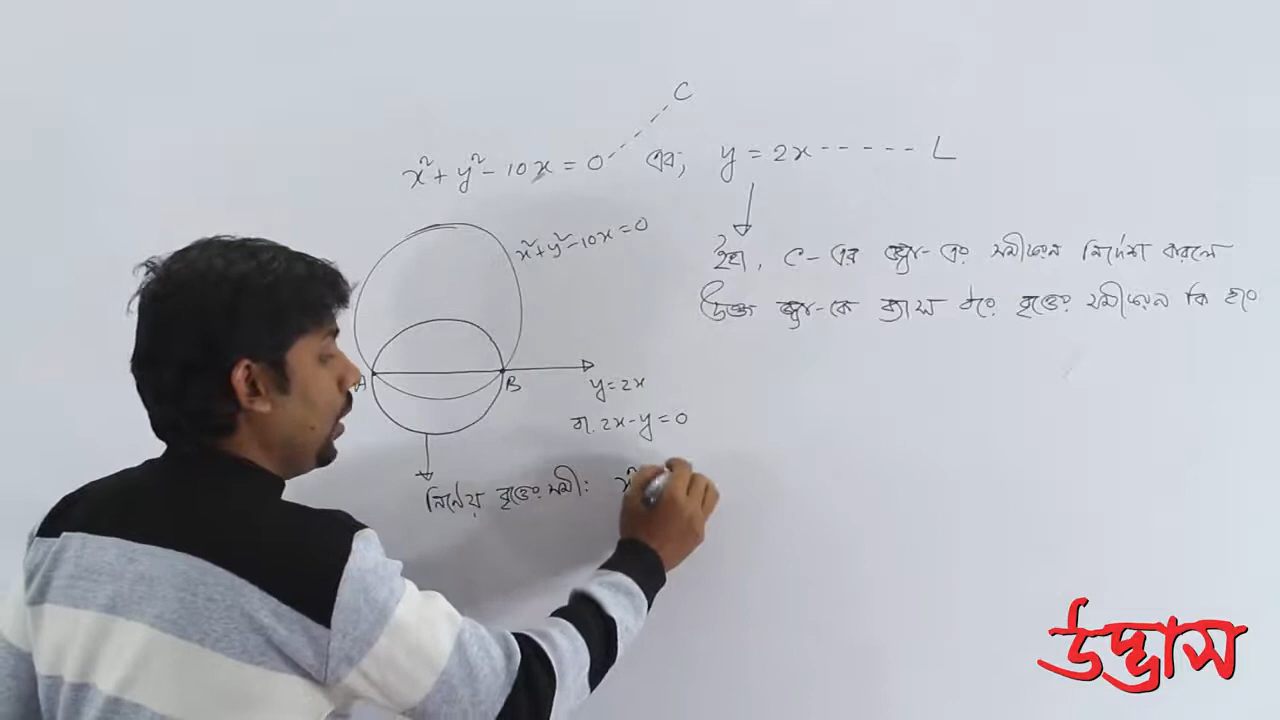 C
x² + y² - 10x = 0 এবং, y = 2x ------ L
x² + y² - 10x = 0
ইহা, C-এর জ্যা-এর সমীকরণ নির্দেশ করলে
উক্ত জ্যা-কে ব্যাস ধরে বৃত্তের সমীকরণ কি হবে
A B
y = 2x
বা, 2x - y = 0
নির্ণেয় বৃত্তের সমী: x²
উদ্ভাস